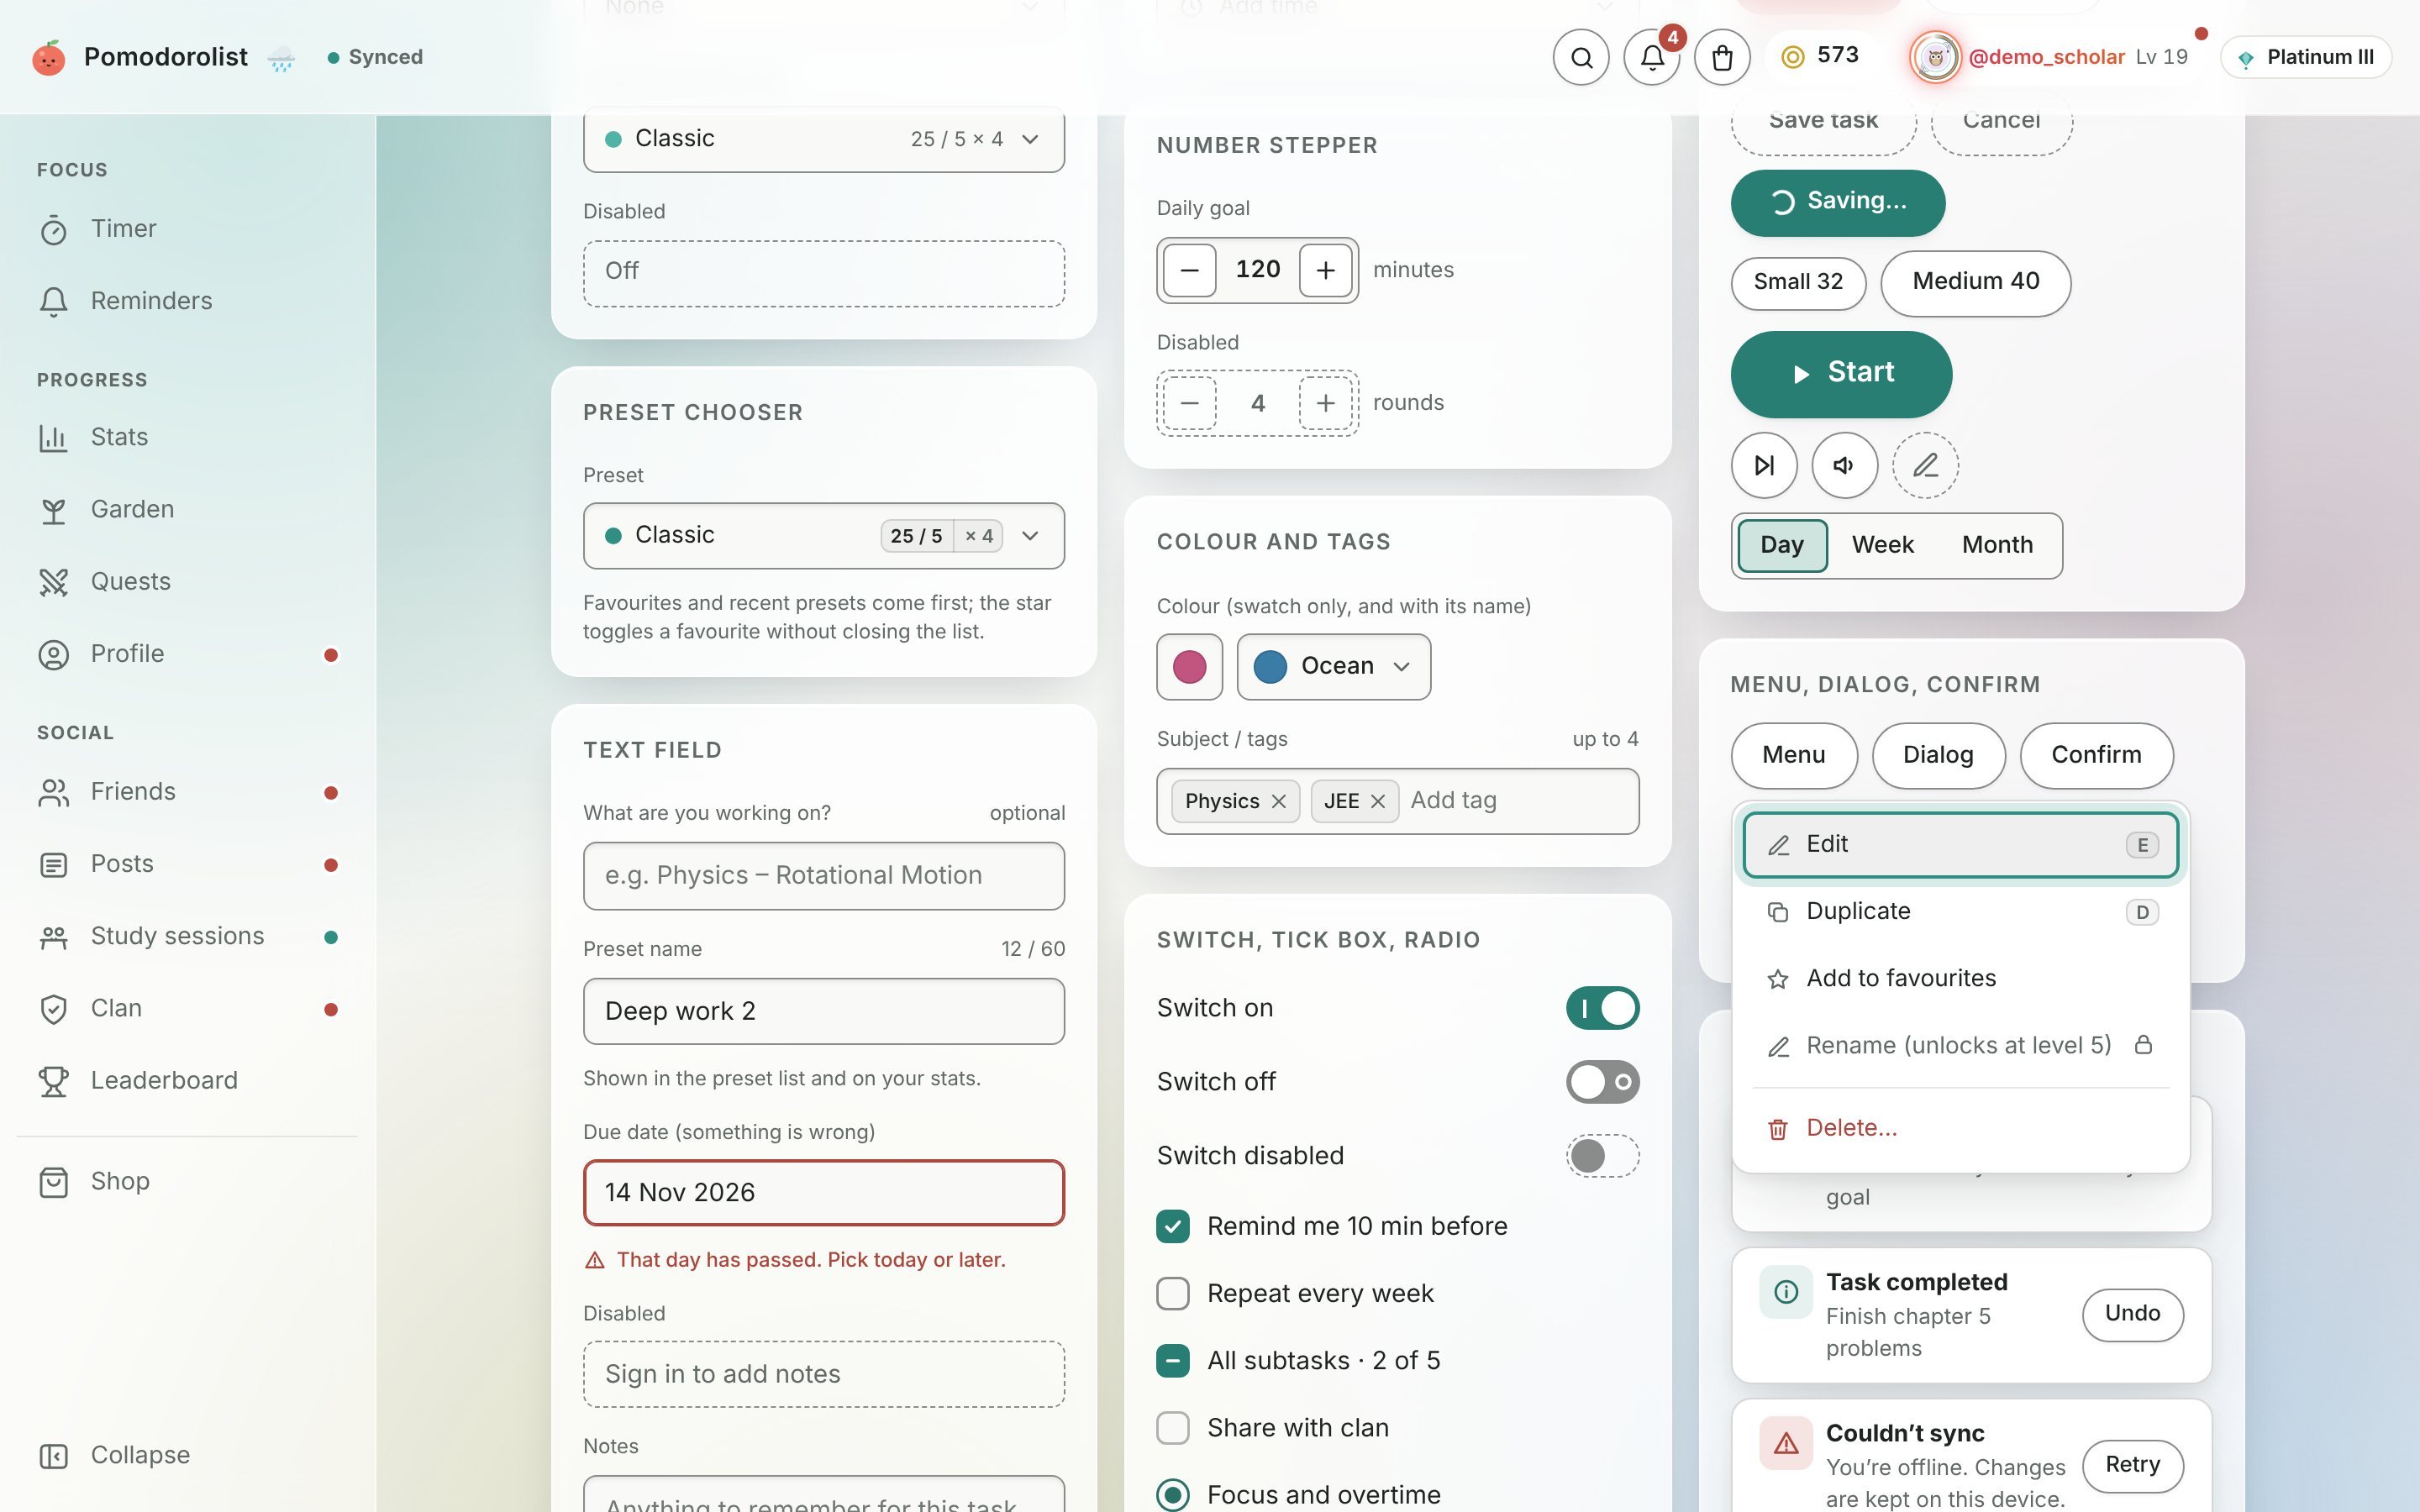 Pomodorolist
Synced
4
573
@demo_scholar Lv 19
Platinum III
FOCUS
Timer
Reminders
PROGRESS
Stats
Garden
Quests
Profile
SOCIAL
Friends
Posts
Study sessions
Clan
Leaderboard
Shop
Collapse
None
Classic 25 / 5 × 4
Disabled
Off
PRESET CHOOSER
Preset
Classic 25 / 5 × 4
Favourites and recent presets come first; the star
toggles a favourite without closing the list.
TEXT FIELD
What are you working on? optional
e.g. Physics – Rotational Motion
Preset name 12 / 60
Deep work 2
Shown in the preset list and on your stats.
Due date (something is wrong)
14 Nov 2026
That day has passed. Pick today or later.
Disabled
Sign in to add notes
Notes
Anything to remember for this task
Add time
NUMBER STEPPER
Daily goal
120 minutes
Disabled
4 rounds
COLOUR AND TAGS
Colour (swatch only, and with its name)
Ocean
Subject / tags up to 4
Physics JEE Add tag
SWITCH, TICK BOX, RADIO
Switch on
Switch off
Switch disabled
Remind me 10 min before
Repeat every week
All subtasks · 2 of 5
Share with clan
Focus and overtime
Save task Cancel
Saving…
Small 32 Medium 40
Start
Day Week Month
MENU, DIALOG, CONFIRM
Menu Dialog Confirm
Edit E
Duplicate D
Add to favourites
Rename (unlocks at level 5)
Delete…
goal
Task completed
Finish chapter 5
problems
Undo
Couldn’t sync
You’re offline. Changes
are kept on this device.
Retry